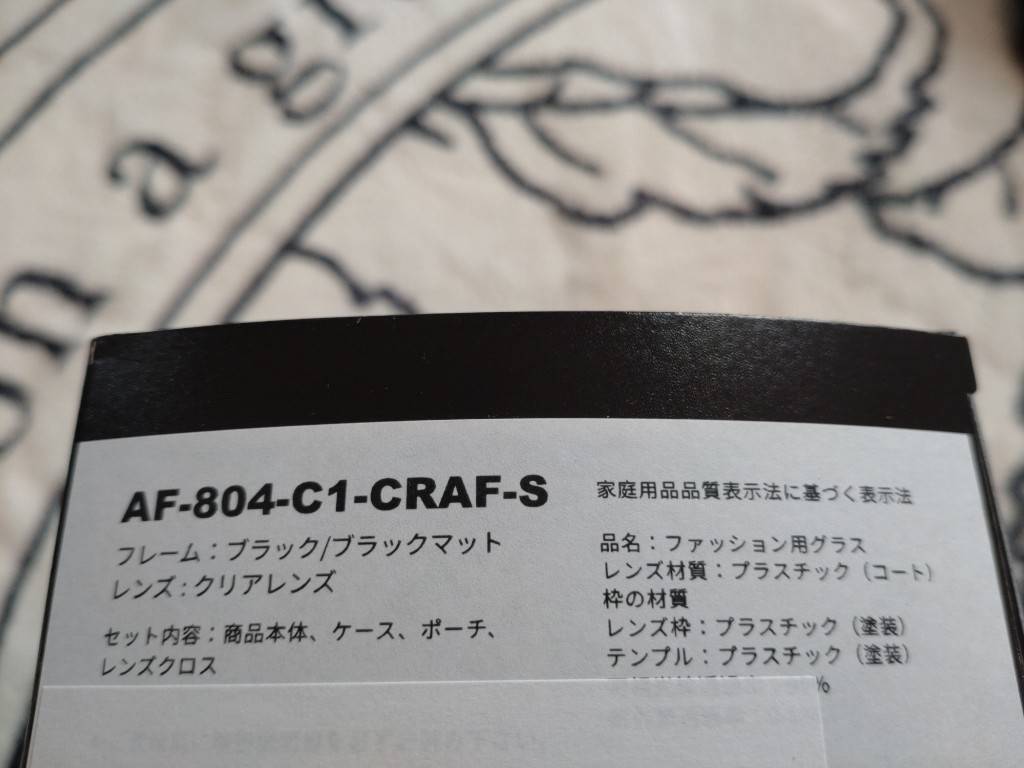 on a gr
AF-804-C1-CRAF-S
フレーム：ブラック/ブラックマット
レンズ：クリアレンズ
セット内容：商品本体、ケース、ポーチ、
レンズクロス
家庭用品品質表示法に基づく表示法
品名：ファッション用グラス
レンズ材質：プラスチック（コート）
枠の材質
レンズ枠：プラスチック（塗装）
テンプル：プラスチック（塗装）
%